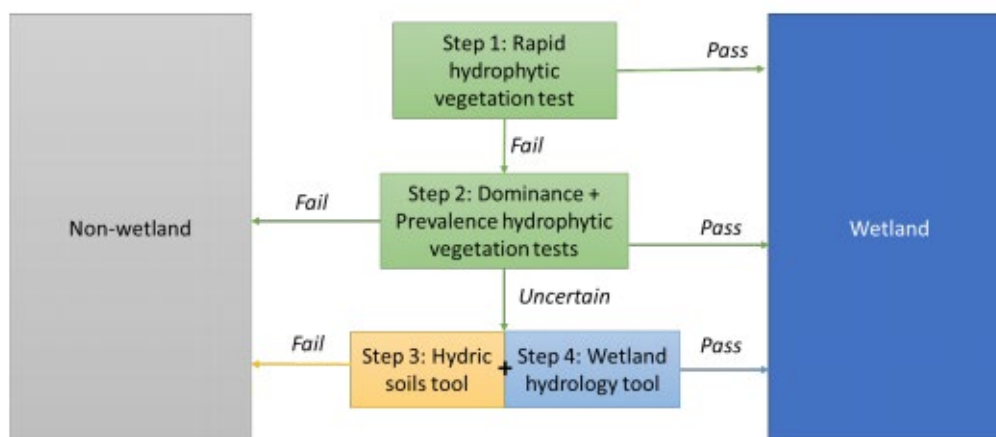 Step 1: Rapid
hydrophytic
vegetation test
Pass
Fail
Step 2: Dominance +
Prevalence hydrophytic
vegetation tests
Fail
Pass
Non-wetland
Wetland
Uncertain
Step 3: Hydric
soils tool
+
Step 4: Wetland
hydrology tool
Fail
Pass